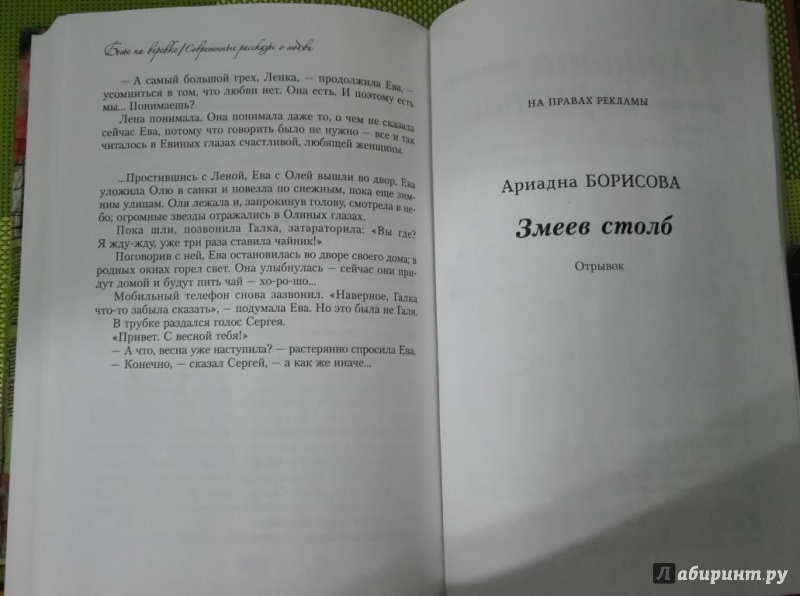 Белье на веревке / Современные рассказы о любви
— А самый большой грех, Ленка, — продолжила Ева, —
усомниться в том, что любви нет. Она есть. И поэтому есть
мы... Понимаешь?
Лена понимала. Она понимала даже то, о чем не сказала
сейчас Ева, потому что говорить было не нужно — все и так
читалось в Евиных глазах счастливой, любящей женщины.
...Простившись с Леной, Ева с Олей вышли во двор. Ева
уложила Олю в санки и повезла по снежным, пока еще зим-
ним улицам. Оля лежала и, запрокинув голову, смотрела в не-
бо; огромные звезды отражались в Олиных глазах.
Пока шли, позвонила Галка, затараторила: «Вы где?
Я жду-жду, уже три раза ставила чайник!»
Поговорив с ней, Ева остановилась во дворе своего дома; в
родных окнах горел свет. Она улыбнулась — сейчас они при-
дут домой и будут пить чай — хо-ро-шо...
Мобильный телефон снова зазвонил. «Наверное, Галка
что-то забыла сказать», — подумала Ева. Но это была не Галя.
В трубке раздался голос Сергея.
«Привет. С весной тебя!»
— А что, весна уже наступила? — растерянно спросила Ева.
— Конечно, — сказал Сергей, — а как же иначе...
НА ПРАВАХ РЕКЛАМЫ
Ариадна БОРИСОВА
Змеев столб
Отрывок
Лабиринт.ру